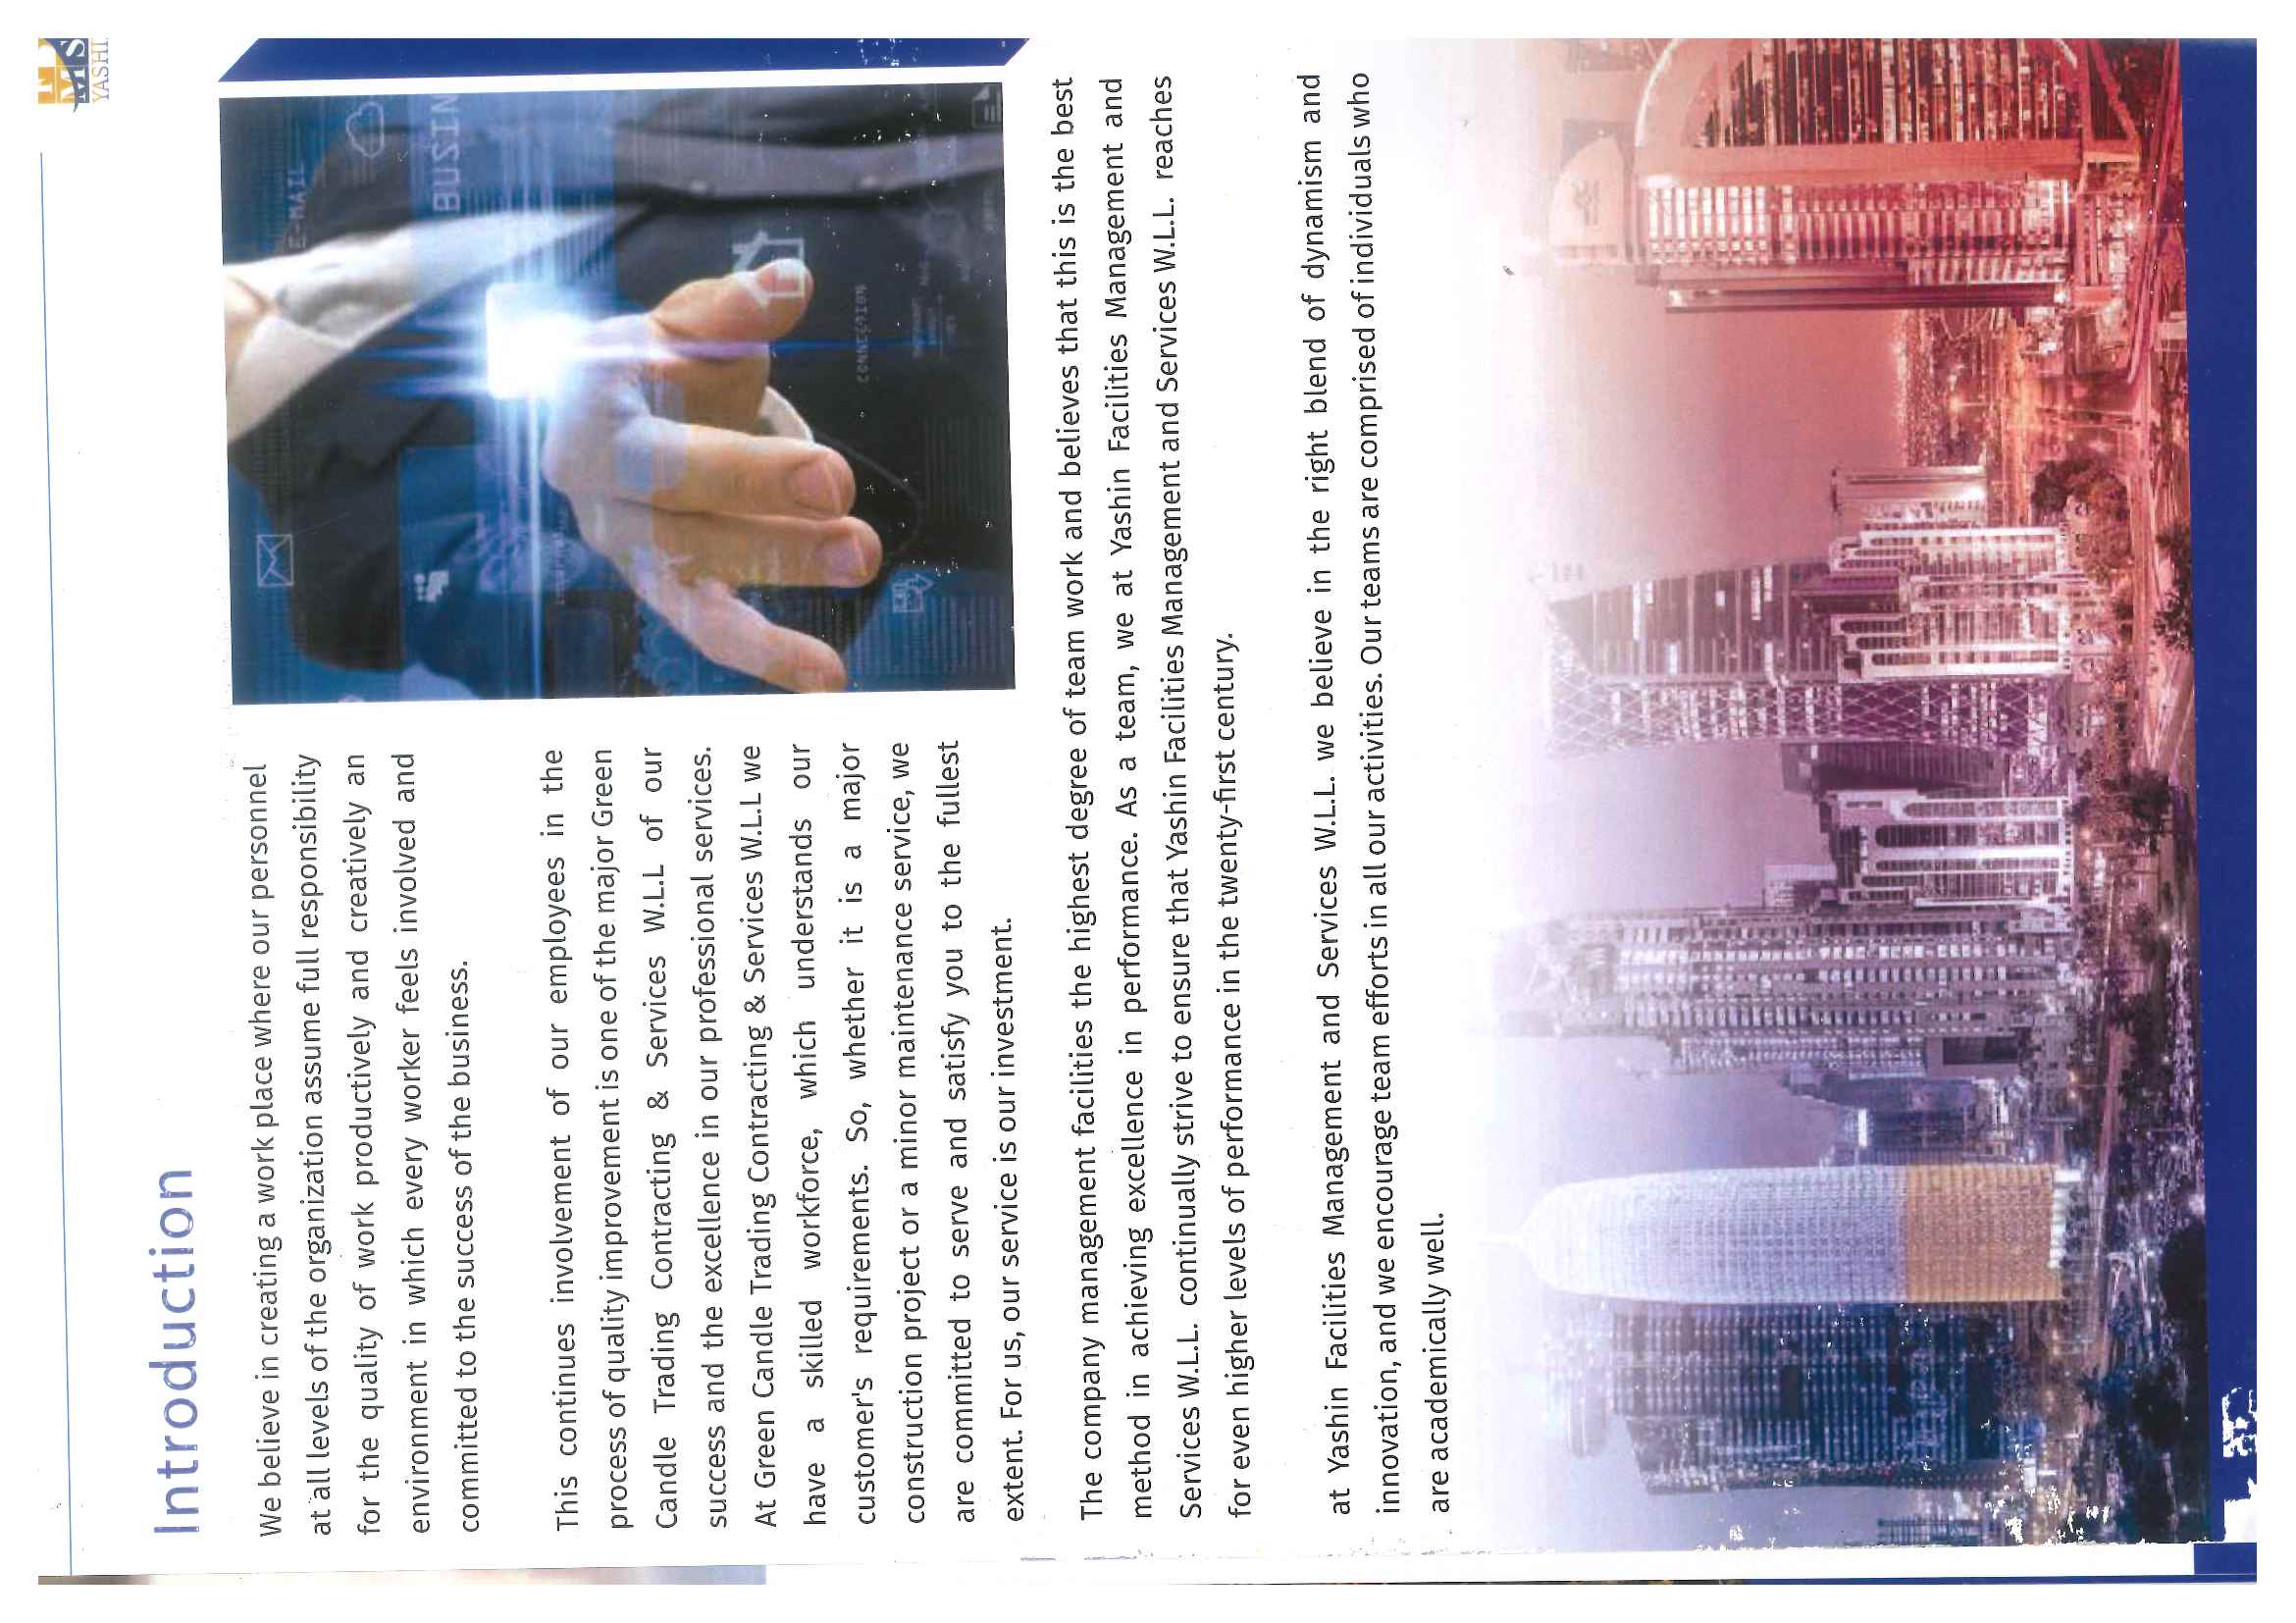 YASHI
Introduction
We believe in creating a work place where our personnel
at all levels of the organization assume full responsibility
for the quality of work productively and creatively an
environment in which every worker feels involved and
committed to the success of the business.
E-MAIL
BUSIN
CONNECTION
This continues involvement of our employees in the
process of quality improvement is one of the major Green
Candle Trading Contracting & Services W.L.L of our
success and the excellence in our professional services.
At Green Candle Trading Contracting & Services W.L.L we
have a skilled workforce, which understands our
customer's requirements. So, whether it is a major
construction project or a minor maintenance service, we
are committed to serve and satisfy you to the fullest
extent. For us, our service is our investment.
The company management facilities the highest degree of team work and believes that this is the best
method in achieving excellence in performance. As a team, we at Yashin Facilities Management and
Services W.L.L. continually strive to ensure that Yashin Facilities Management and Services W.L.L. reaches
for even higher levels of performance in the twenty-first century.
at Yashin Facilities Management and Services W.L.L. we believe in the right blend of dynamism and
innovation, and we encourage team efforts in all our activities. Our teams are comprised of individuals who
are academically well.